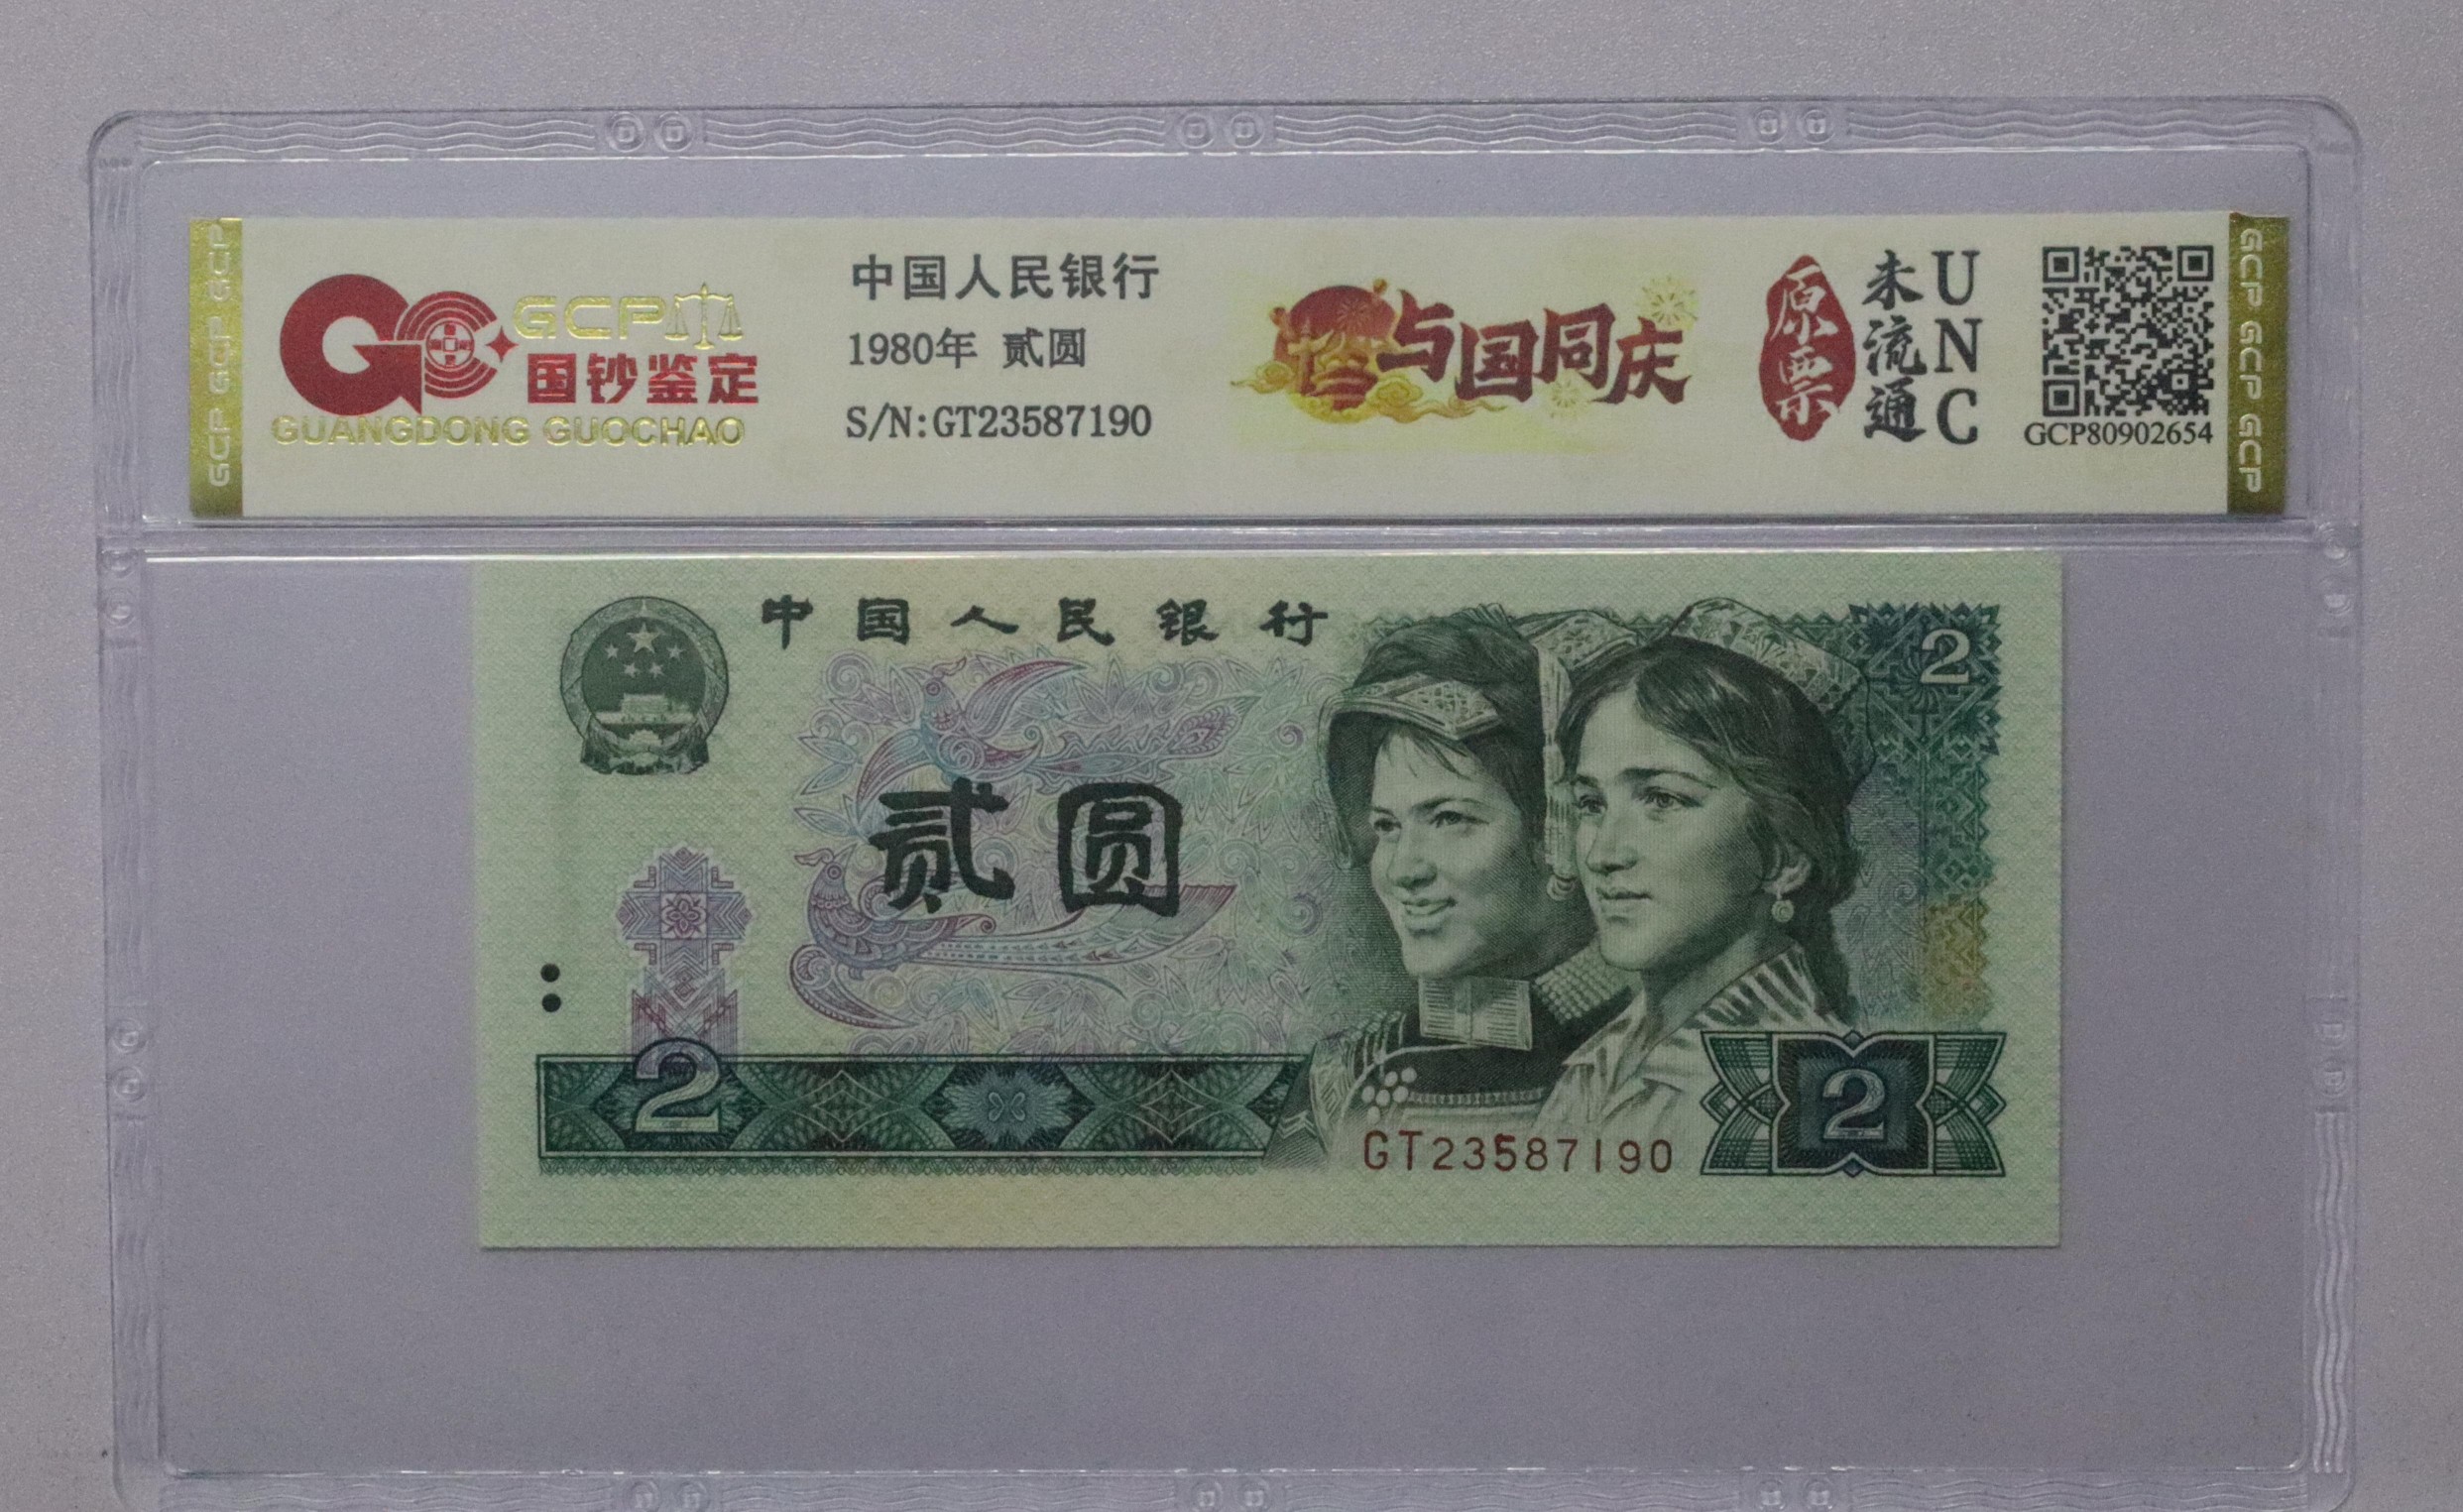 GCP GCP GCP
GCP
国钞鉴定
GUANGDONG GUOCHAO
中国人民银行
1980年 贰圆
S/N:GT23587190
与国同庆
原票
未流通
UNC
GCP80902654
GCP GCP GCP
中国人民银行
2
贰圆
2
GT23587190
2